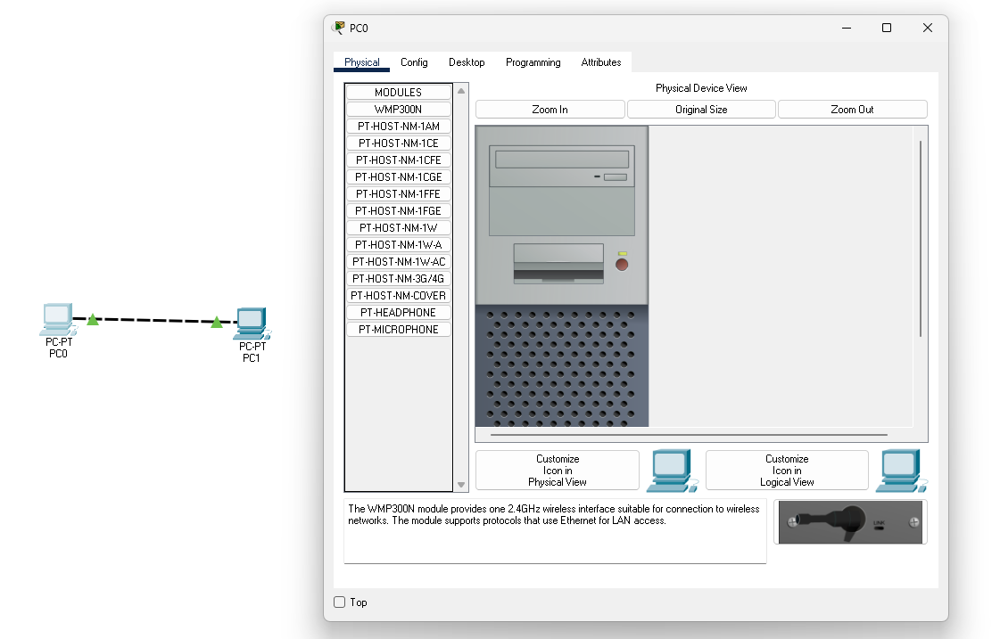 PC0
Physical
Config
Desktop
Programming
Attributes
MODULES
WMP300N
PT-HOST-NM-1AM
PT-HOST-NM-1CE
PT-HOST-NM-1CFE
PT-HOST-NM-1CGE
PT-HOST-NM-1FFE
PT-HOST-NM-1FGE
PT-HOST-NM-1W
PT-HOST-NM-1W-A
PT-HOST-NM-1W-AC
PT-HOST-NM-3G/4G
PT-HOST-NM-COVER
PT-HEADPHONE
PT-MICROPHONE
Physical Device View
Zoom In
Original Size
Zoom Out
PC-PT
PC0
PC-PT
PC1
Customize
Icon in
Physical View
Customize
Icon in
Logical View
The WMP300N module provides one 2.4GHz wireless interface suitable for connection to wireless
networks. The module supports protocols that use Ethernet for LAN access.
LINK
Top